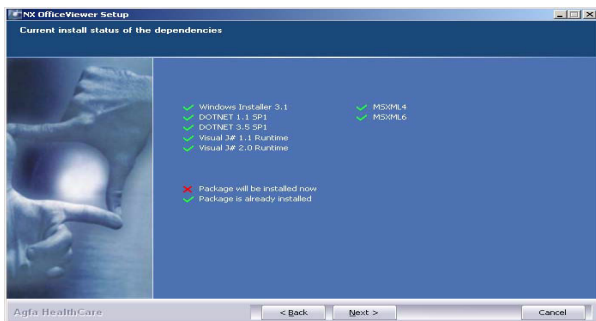 NX OfficeViewer Setup
Current install status of the dependencies
Windows Installer 3.1
DOTNET 1.1 SP1
DOTNET 3.5 SP1
Visual J# 1.1 Runtime
Visual J# 2.0 Runtime
MSXML4
MSXML6
Package will be installed now
Package is already installed
Agfa HealthCare
< Back
Next >
Cancel